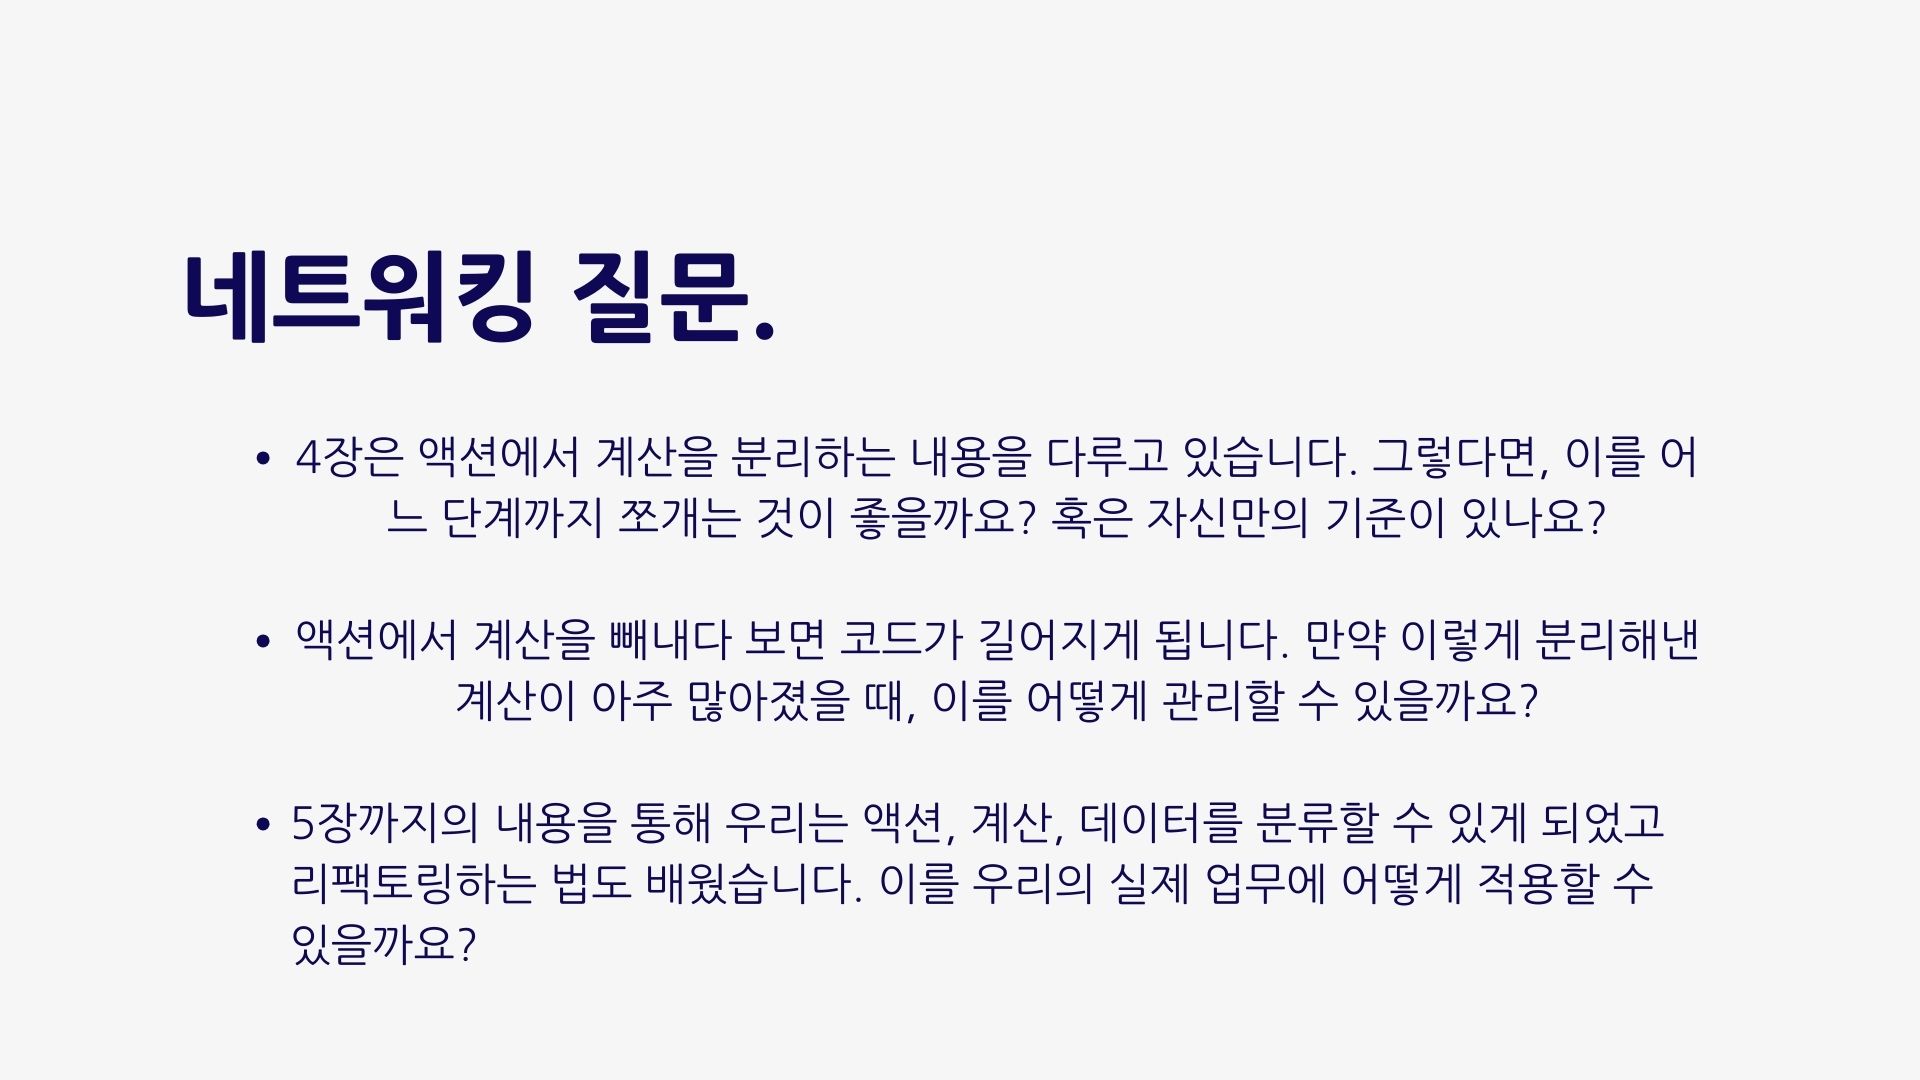 네트워킹 질문.
• 4장은 액션에서 계산을 분리하는 내용을 다루고 있습니다. 그렇다면, 이를 어
느 단계까지 쪼개는 것이 좋을까요? 혹은 자신만의 기준이 있나요?
• 액션에서 계산을 빼내다 보면 코드가 길어지게 됩니다. 만약 이렇게 분리해낸
계산이 아주 많아졌을 때, 이를 어떻게 관리할 수 있을까요?
• 5장까지의 내용을 통해 우리는 액션, 계산, 데이터를 분류할 수 있게 되었고
리팩토링하는 법도 배웠습니다. 이를 우리의 실제 업무에 어떻게 적용할 수
있을까요?